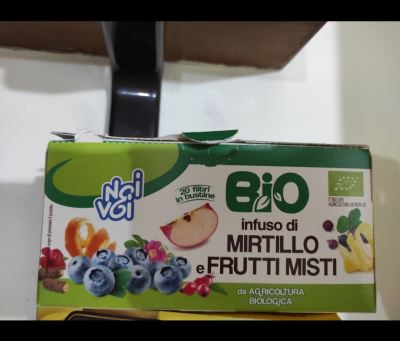 Noi
Voi
20 filtri
in bustine
BiO
infuso di
MIRTILLO
e FRUTTI MISTI
da AGRICOLTURA
BIOLOGICA